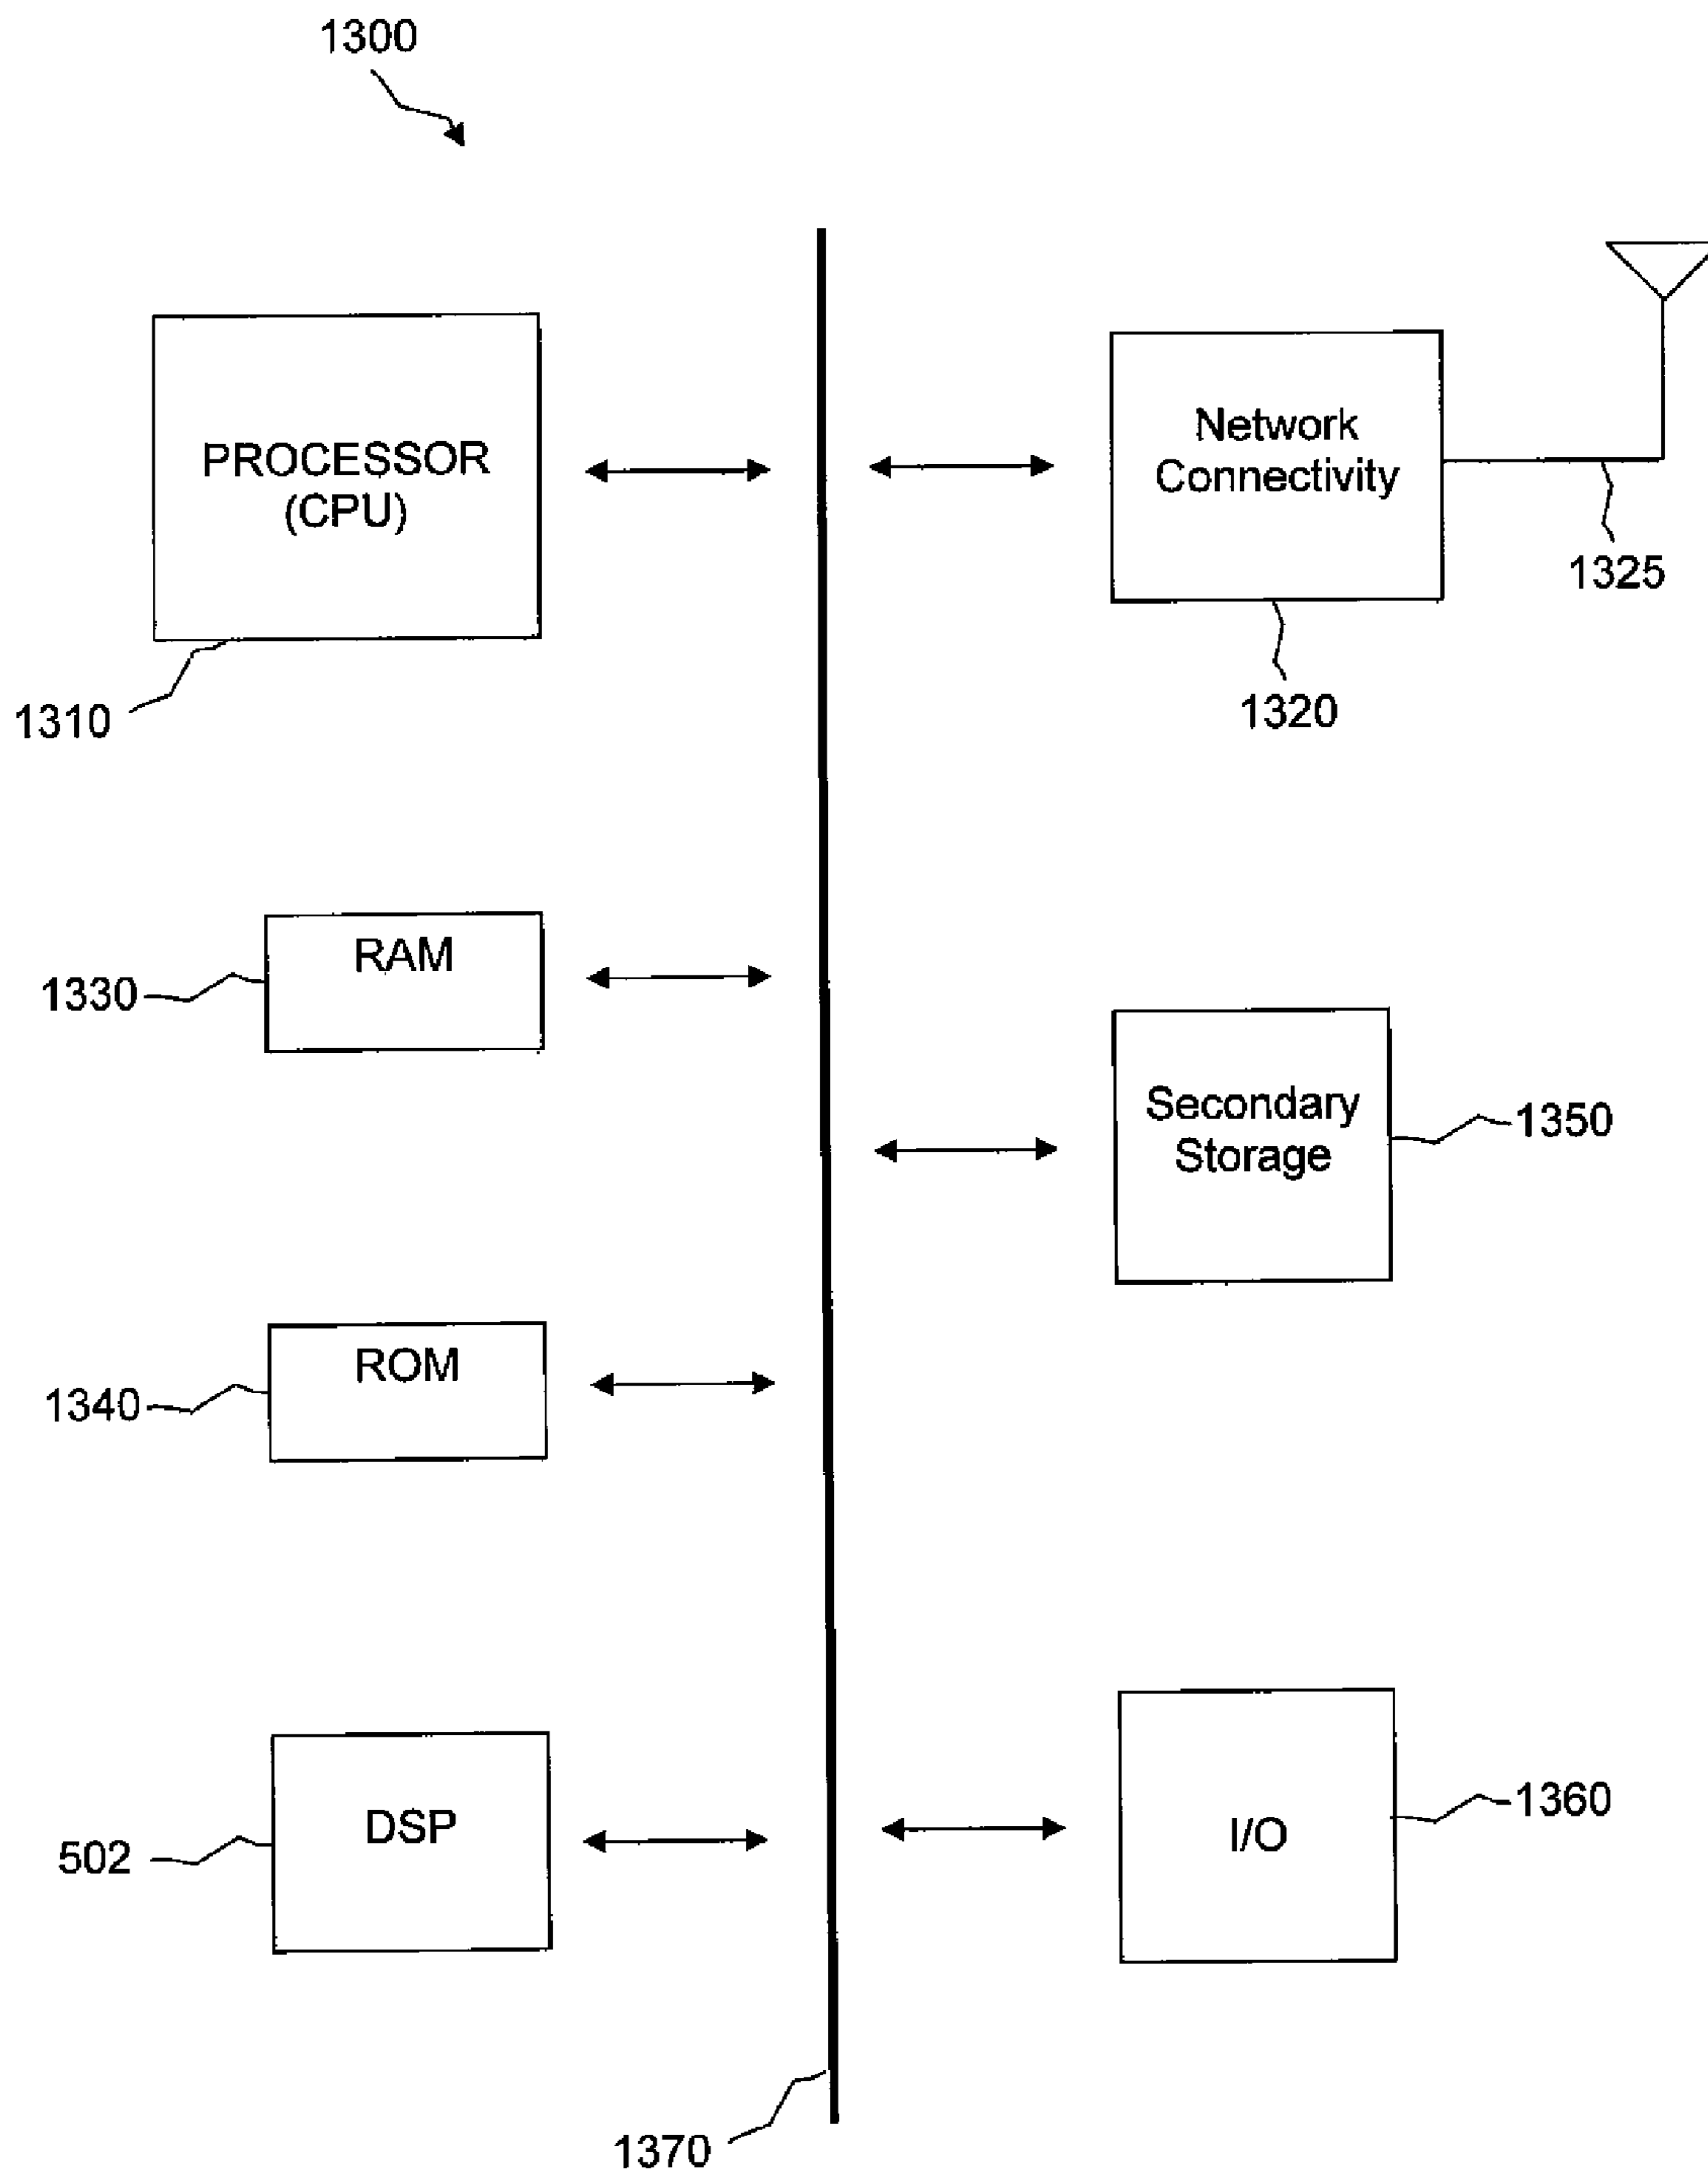 1300
PROCESSOR
(CPU)
Network
Connectivity
1325
1310
1320
RAM
1330
Secondary
Storage
1350
ROM
1340
DSP
502
I/O
1360
1370